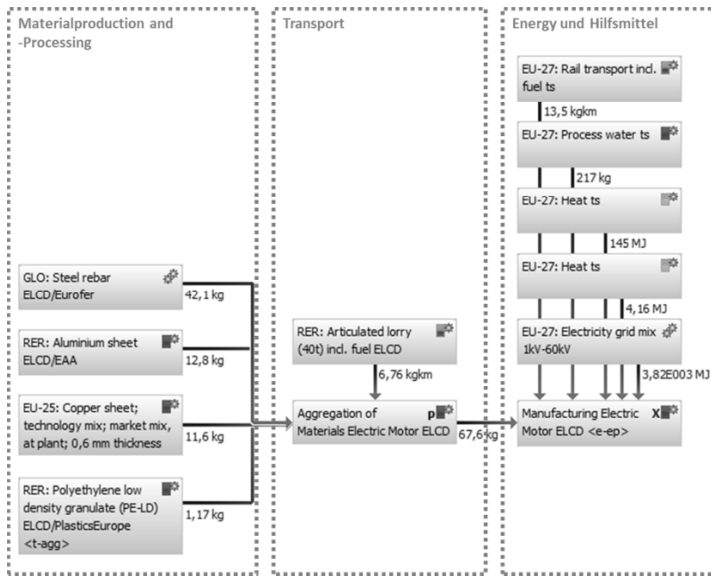 Materialproduction and
-Processing
GLO: Steel rebar
ELCD/Eurofer
42,1 kg
RER: Aluminium sheet
ELCD/EAA
12,8 kg
EU-25: Copper sheet;
technology mix; market mix,
at plant; 0,6 mm thickness
11,6 kg
RER: Polyethylene low
density granulate (PE-LD)
ELCD/PlasticsEurope
<t-agg>
1,17 kg
Transport
RER: Articulated lorry
(40t) incl. fuel ELCD
6,76 kgkm
Aggregation of
Materials Electric Motor ELCD
p
67,6 kg
Energy und Hilfsmittel
EU-27: Rail transport incl.
fuel ts
13,5 kgkm
EU-27: Process water ts
217 kg
EU-27: Heat ts
145 MJ
EU-27: Heat ts
4,16 MJ
EU-27: Electricity grid mix
1kV-60kV
3,82E003 MJ
Manufacturing Electric
Motor ELCD <e-ep>
X